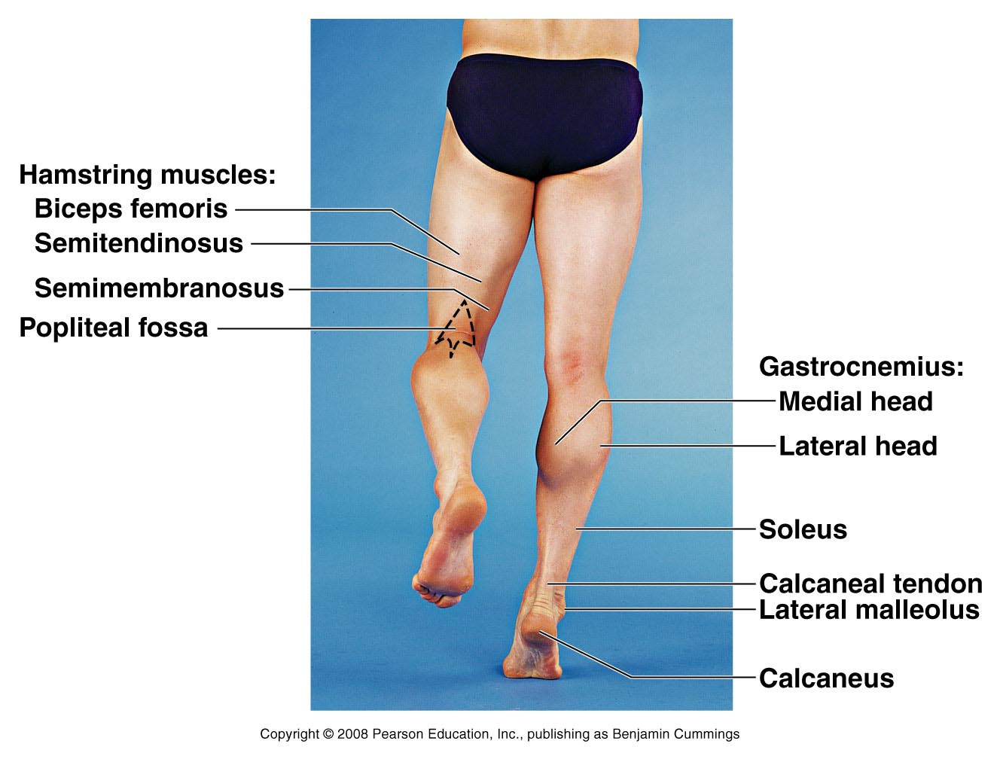 Hamstring muscles:
Biceps femoris
Semitendinosus
Semimembranosus
Popliteal fossa
Gastrocnemius:
Medial head
Lateral head
Soleus
Calcaneal tendon
Lateral malleolus
Calcaneus
Copyright © 2008 Pearson Education, Inc., publishing as Benjamin Cummings